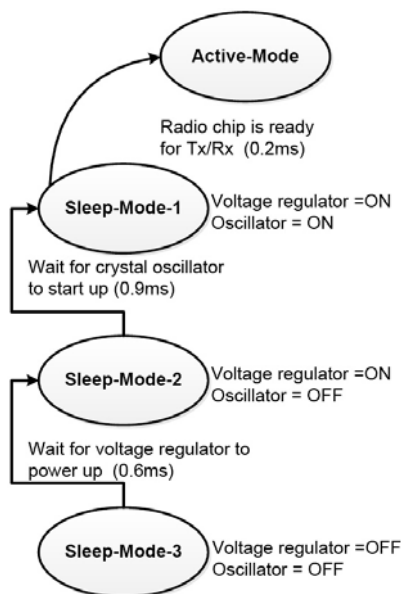 Active-Mode
Radio chip is ready
for Tx/Rx (0.2ms)
Sleep-Mode-1
Voltage regulator =ON
Oscillator = ON
Wait for crystal oscillator
to start up (0.9ms)
Sleep-Mode-2
Voltage regulator =ON
Oscillator = OFF
Wait for voltage regulator to
power up (0.6ms)
Sleep-Mode-3
Voltage regulator =OFF
Oscillator = OFF